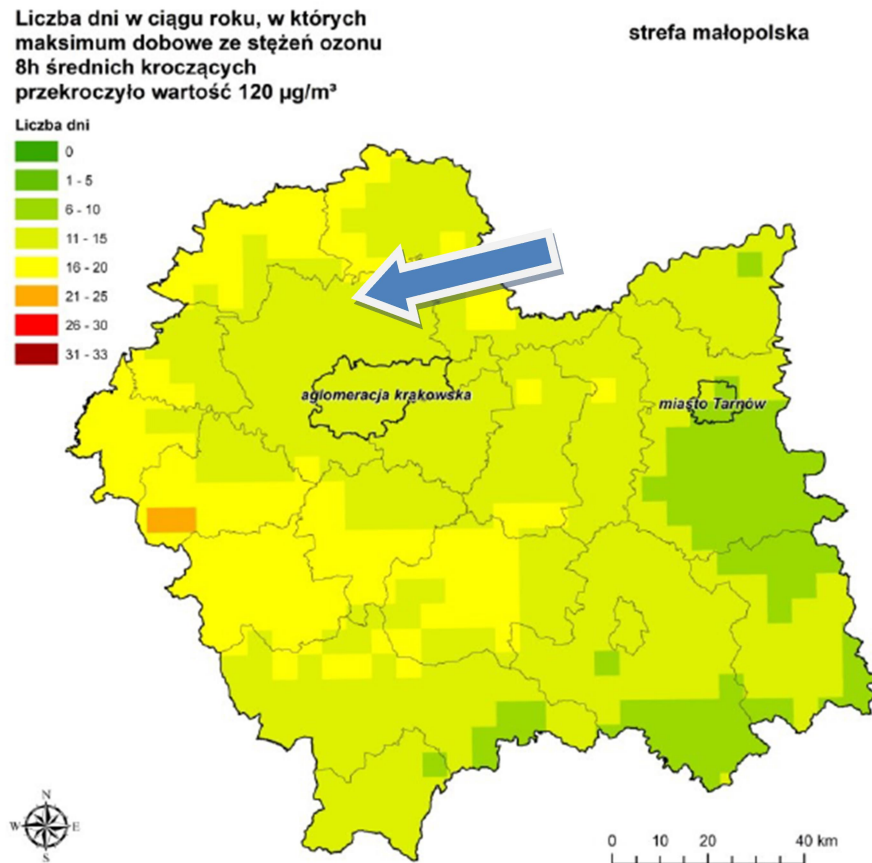 Liczba dni w ciągu roku, w których
maksimum dobowe ze stężeń ozonu
8h średnich kroczących
przekroczyło wartość 120 µg/m³
strefa małopolska
Liczba dni
0
1 - 5
6 - 10
11 - 15
16 - 20
21 - 25
26 - 30
31 - 33
aglomeracja krąkowska
miasto Tarnów
N
W E
S
0 10 20 40 km